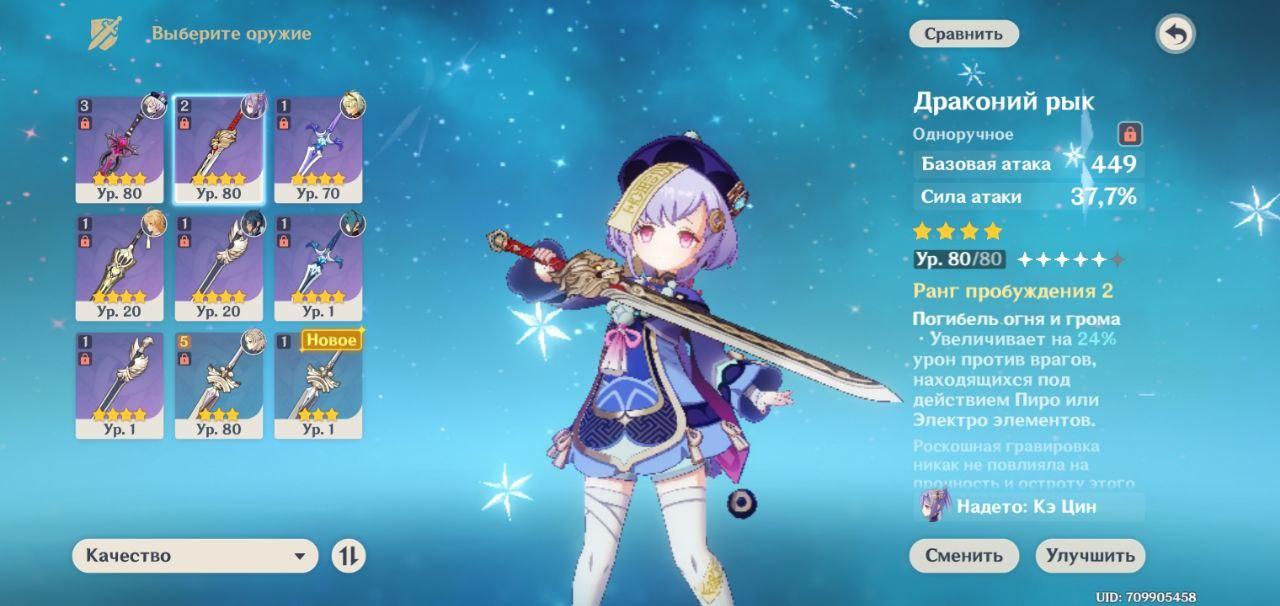 Выберите оружие
Сравнить
3
2
1
Ур. 80
Ур. 80
Ур. 70
1
1
1
Ур. 20
Ур. 20
Ур. 1
1
5
1
Новое
Ур. 1
Ур. 80
Ур. 1
Качество
Драконий рык
Одноручное
Базовая атака 449
Сила атаки 37,7%
Ур. 80/80
Ранг пробуждения 2
Погибель огня и грома
· Увеличивает на 24%
урон против врагов,
находящихся под
действием Пиро или
Электро элементов.
Роскошная гравировка
никак не повлияла на
прочность и остроту этого
Надето: Кэ Цин
Сменить
Улучшить
UID: 709905458